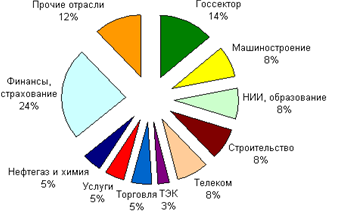 Прочие отрасли
12%
Госсектор
14%
Машиностроение
8%
НИИ, образование
8%
Строительство
8%
Телеком
8%
ТЭК
3%
Торговля
5%
Услуги
5%
Нефтегаз и химия
5%
Финансы,
страхование
24%